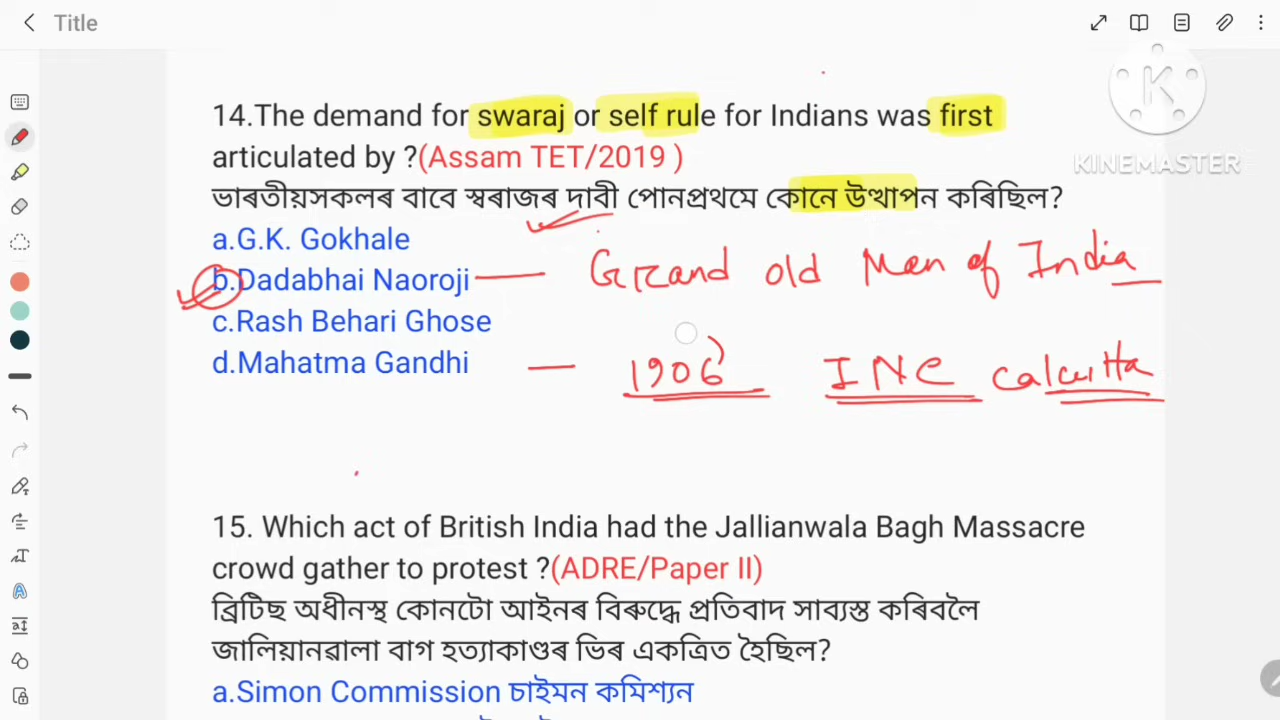 Title
KINEMASTER
14.The demand for swaraj or self rule for Indians was first
articulated by ?(Assam TET/2019 )
ভাৰতীয়সকলৰ বাবে স্বৰাজৰ দাবী পোনপ্ৰথমে কোনে উত্থাপন কৰিছিল?
a.G.K. Gokhale
b.Dadabhai Naoroji — Grand old Man of India
c.Rash Behari Ghose
d.Mahatma Gandhi — 1906 INC Calcutta
15. Which act of British India had the Jallianwala Bagh Massacre
crowd gather to protest ?(ADRE/Paper II)
ব্ৰিটিছ অধীনস্থ কোনটো আইনৰ বিৰুদ্ধে প্ৰতিবাদ সাব্যস্ত কৰিবলৈ
জালিয়ানৱালা বাগ হত্যাকাণ্ডৰ ভিৰ একত্ৰিত হৈছিল?
a.Simon Commission চাইমন কমিশ্যন